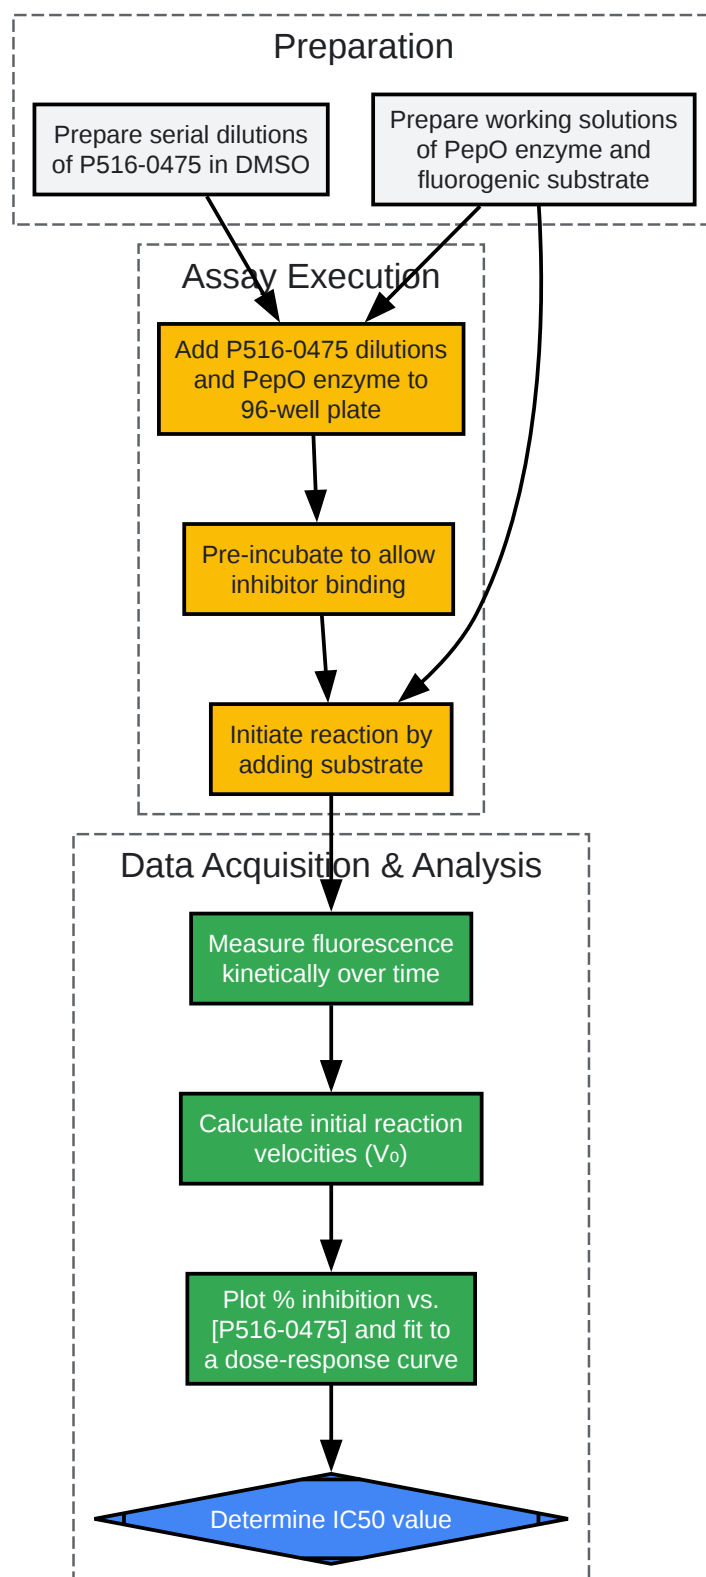 Preparation
Prepare serial dilutions
of P516-0475 in DMSO
Prepare working solutions
of PepO enzyme and
fluorogenic substrate
Assay Execution
Add P516-0475 dilutions
and PepO enzyme to
96-well plate
Pre-incubate to allow
inhibitor binding
Initiate reaction by
adding substrate
Data Acquisition & Analysis
Measure fluorescence
kinetically over time
Calculate initial reaction
velocities (V₀)
Plot % inhibition vs.
[P516-0475] and fit to
a dose-response curve
Determine IC50 value